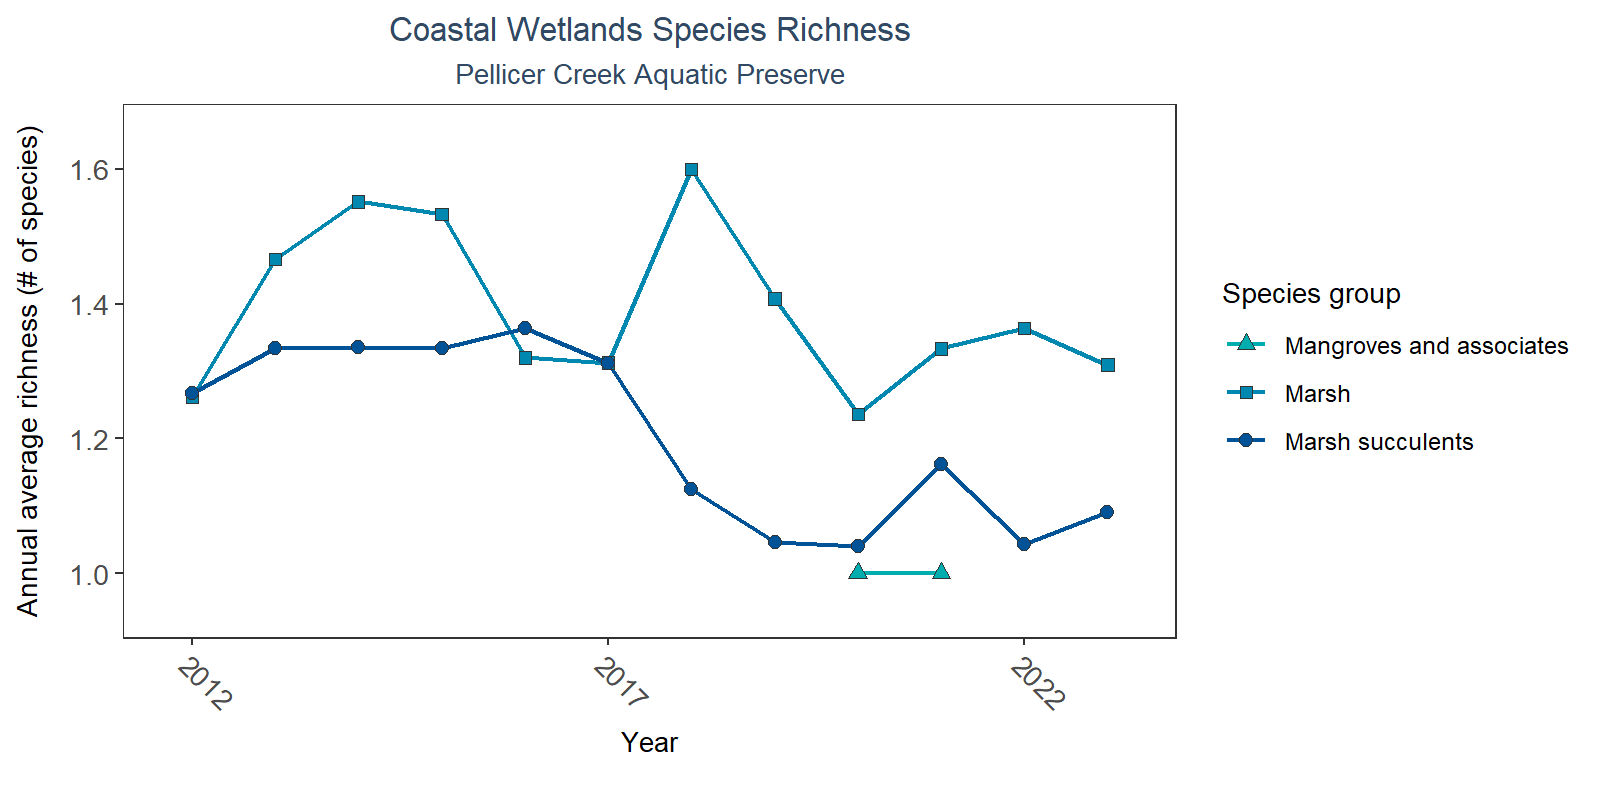 Coastal Wetlands Species Richness
Pellicer Creek Aquatic Preserve
Annual average richness (# of species)
1.6
1.4
1.2
1.0
2012
2017
2022
Year
Species group
Mangroves and associates
Marsh
Marsh succulents